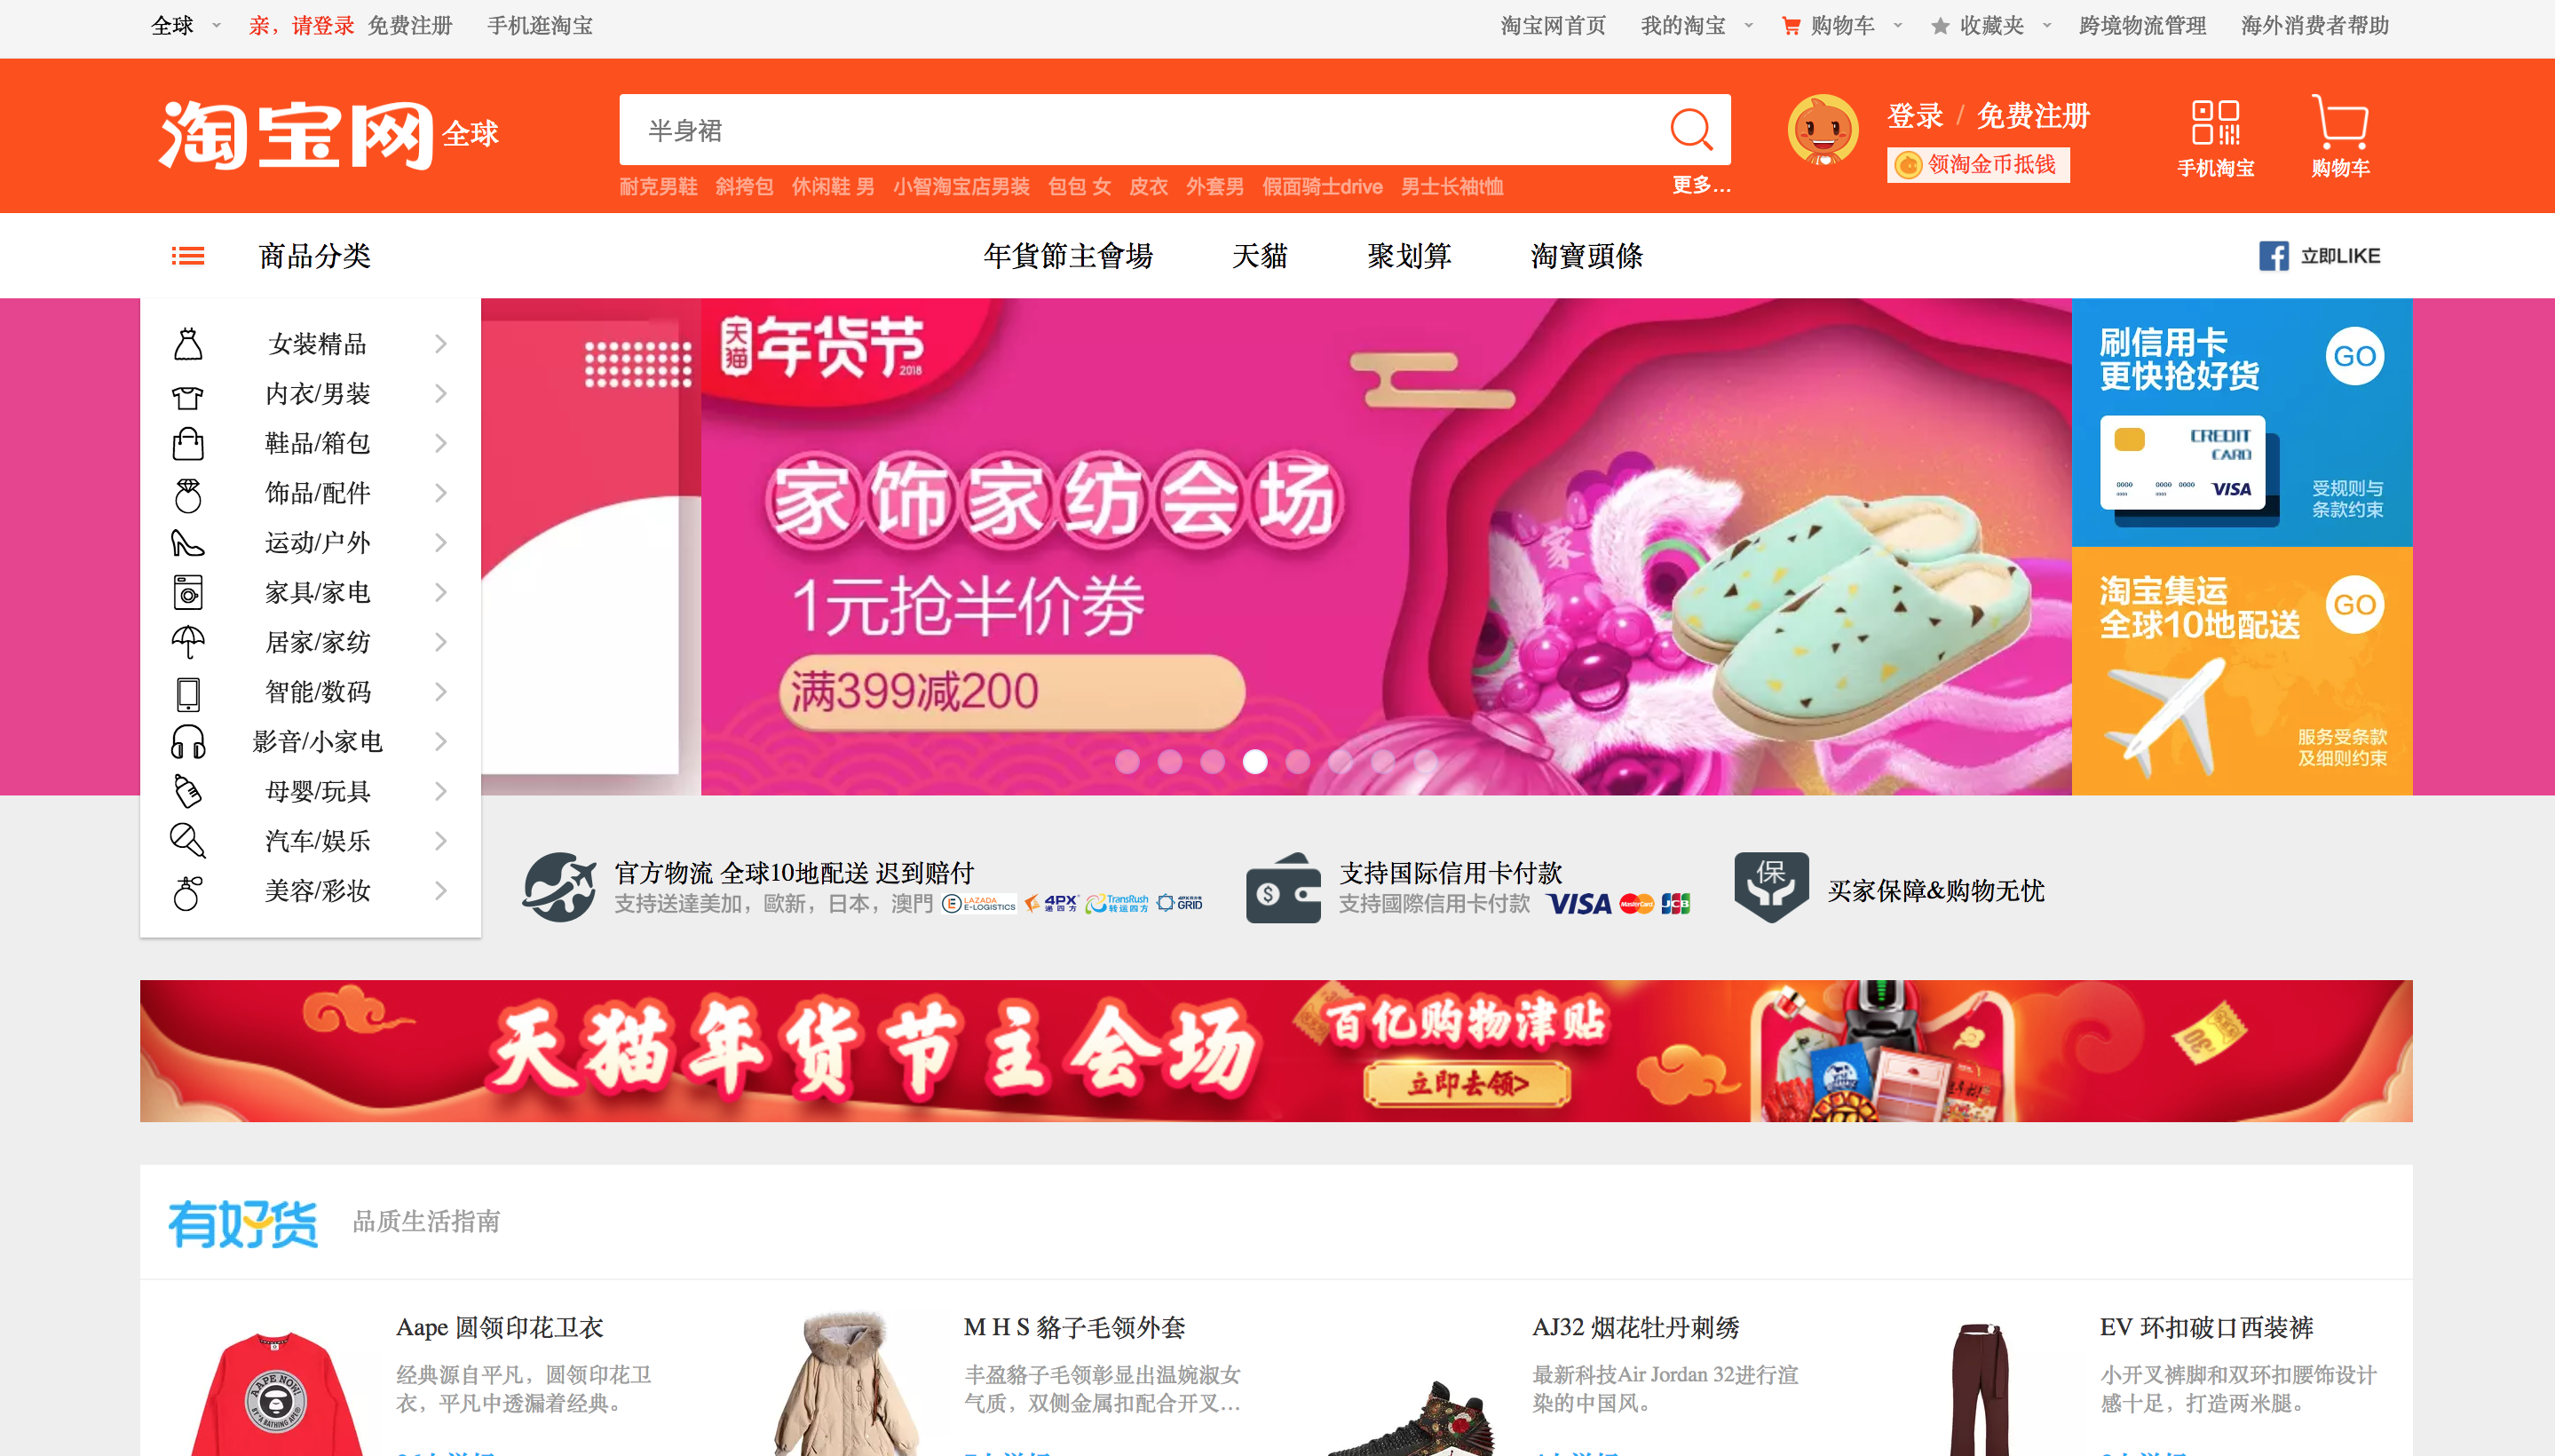 全球 亲，请登录 免费注册 手机逛淘宝 淘宝网首页 我的淘宝 购物车 收藏夹 跨境物流管理 海外消费者帮助
淘宝网 全球
半身裙
耐克男鞋 斜挎包 休闲鞋 男 小智淘宝店男装 包包 女 皮衣 外套男 假面骑士drive 男士长袖t恤 更多...
登录 / 免费注册
领淘金币抵钱
手机淘宝
购物车
商品分类 年貨節主會場 天貓 聚划算 淘寶頭條 立即LIKE
女装精品
内衣/男装
鞋品/箱包
饰品/配件
运动/户外
家具/家电
居家/家纺
智能/数码
影音/小家电
母婴/玩具
汽车/娱乐
美容/彩妆
天猫 年货节 2018
家饰家纺会场
1元抢半价券
满399减200
家
刷信用卡
更快抢好货
GO
CREDIT
CARD
VISA
受规则与
条款约束
淘宝集运
全球10地配送
GO
服务受条款
及细则约束
官方物流 全球10地配送 迟到赔付
支持送達美加，歐新，日本，澳門 LAZADA E-LOGISTICS 4PX 递四方 TransRush 转运四方 GRID
支持国际信用卡付款
支持國際信用卡付款 VISA MasterCard JCB
保
买家保障&购物无忧
天猫年货节主会场
百亿购物津贴
立即去领>
有好货 品质生活指南
Aape 圆领印花卫衣
经典源自平凡，圆领印花卫
衣，平凡中透漏着经典。
AAPE NOW!
M H S 貉子毛领外套
丰盈貉子毛领彰显出温婉淑女
气质，双侧金属扣配合开叉...
AJ32 烟花牡丹刺绣
最新科技Air Jordan 32进行渲
染的中国风。
EV 环扣破口西装裤
小开叉裤脚和双环扣腰饰设计
感十足，打造两米腿。